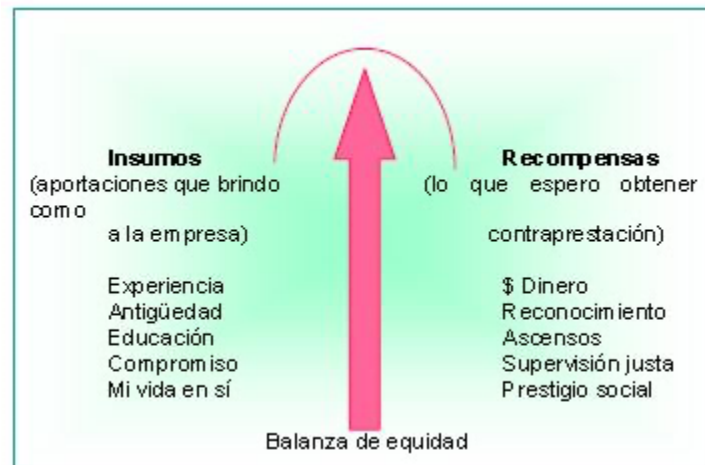 Insumos
(aportaciones que brindo
como
a la empresa)
Experiencia
Antigüedad
Educación
Compromiso
Mi vida en sí
Recompensas
(lo que espero obtener
contraprestación)
$ Dinero
Reconocimiento
Ascensos
Supervisión justa
Prestigio social
Balanza de equidad